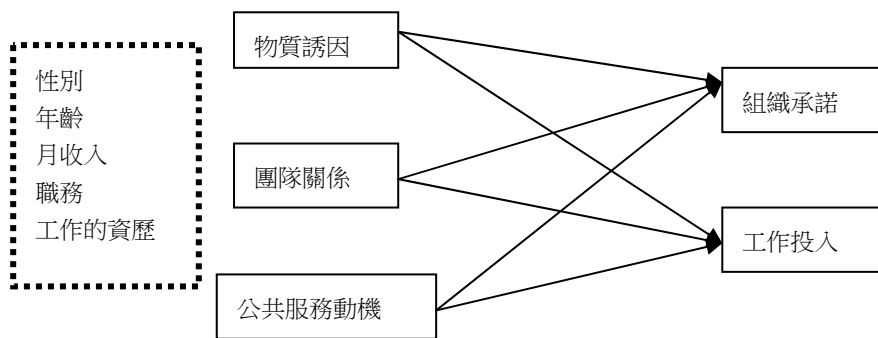 性別
年齡
月收入
職務
工作的資歷
物質誘因
團隊關係
公共服務動機
組織承諾
工作投入